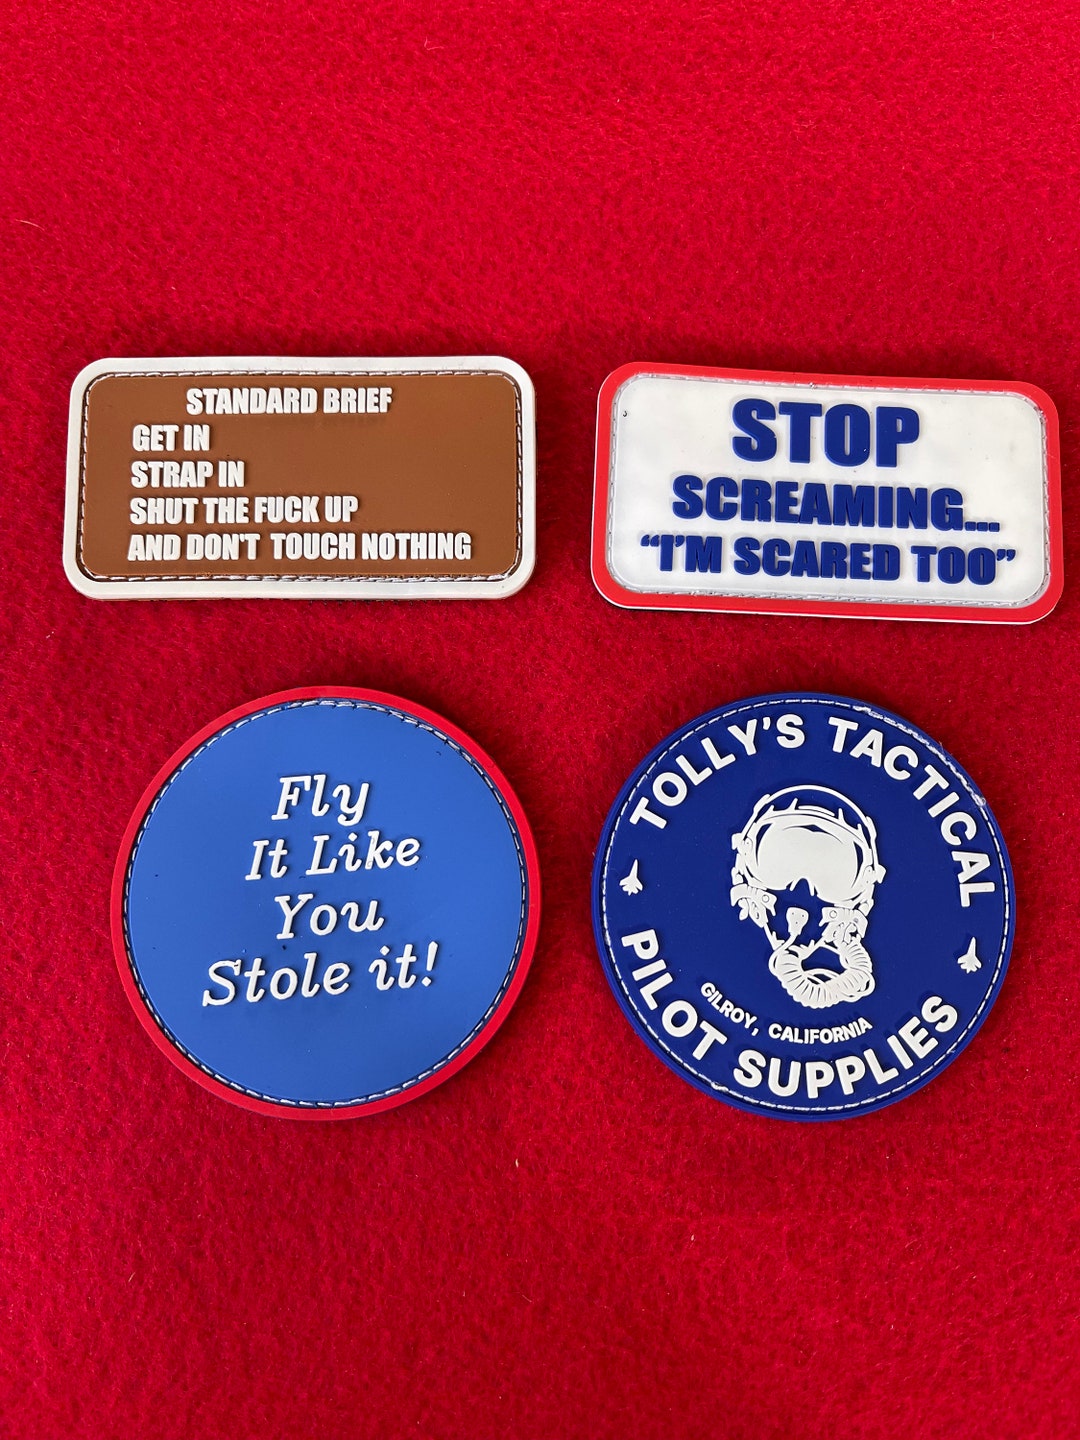 STANDARD BRIEF
GET IN
STRAP IN
SHUT THE FUCK UP
AND DON'T TOUCH NOTHING
STOP
SCREAMING...
“I'M SCARED TOO”
Fly
It Like
You
Stole it!
TOLLY'S TACTICAL
GILROY, CALIFORNIA
PILOT SUPPLIES